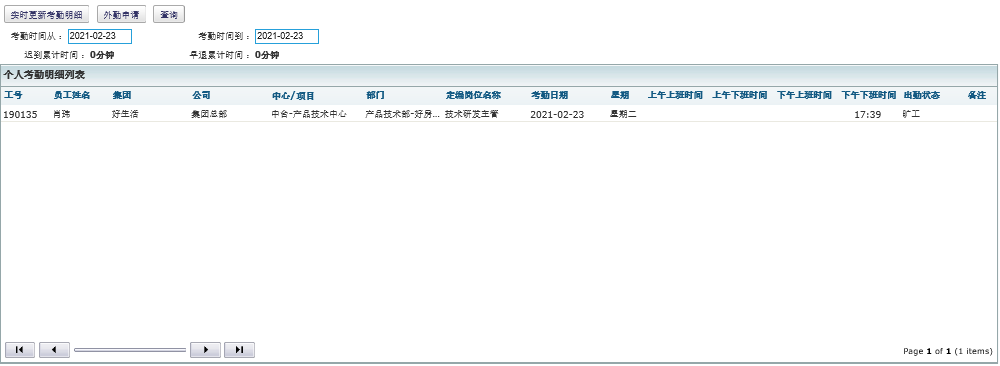 实时更新考勤明细 外勤申请 查询
考勤时间从： 2021-02-23 考勤时间到： 2021-02-23
迟到累计时间： 0分钟 早退累计时间： 0分钟
个人考勤明细列表
工号 员工姓名 集团 公司 中心/项目 部门 定编岗位名称 考勤日期 星期 上午上班时间 上午下班时间 下午上班时间 下午下班时间 出勤状态 备注
190135 肖玮 好生活 集团总部 中台-产品技术中心 产品技术部-好房... 技术研发主管 2021-02-23 星期二 17:39 旷工
Page 1 of 1 (1 items)